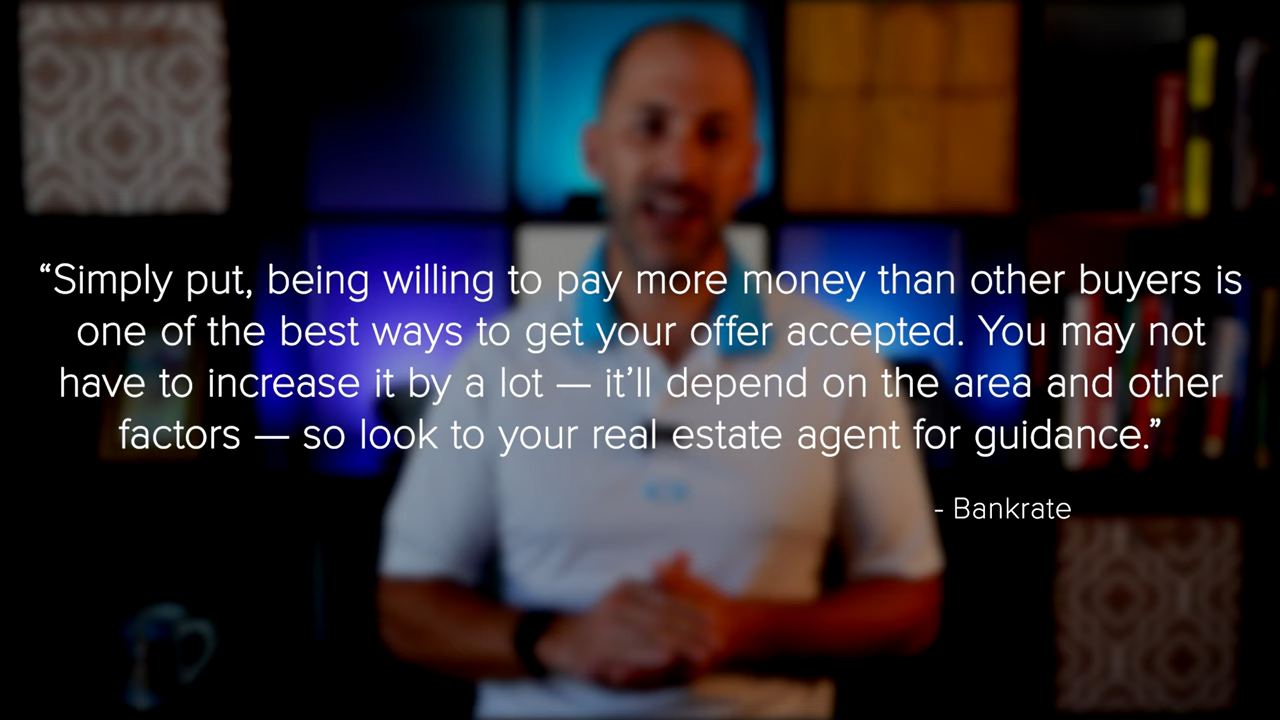 “Simply put, being willing to pay more money than other buyers is
one of the best ways to get your offer accepted. You may not
have to increase it by a lot — it’ll depend on the area and other
factors — so look to your real estate agent for guidance.”
- Bankrate